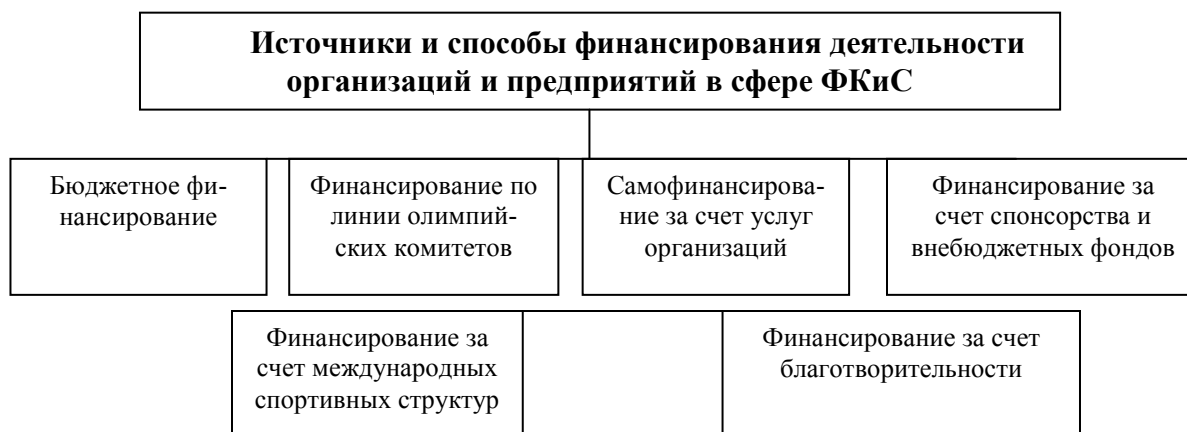 Источники и способы финансирования деятельности
организаций и предприятий в сфере ФКиС
Бюджетное фи-
нансирование
Финансирование по
линии олимпий-
ских комитетов
Самофинансирова-
ние за счет услуг
организаций
Финансирование за
счет спонсорства и
внебюджетных фондов
Финансирование за
счет международных
спортивных структур
Финансирование за счет
благотворительности